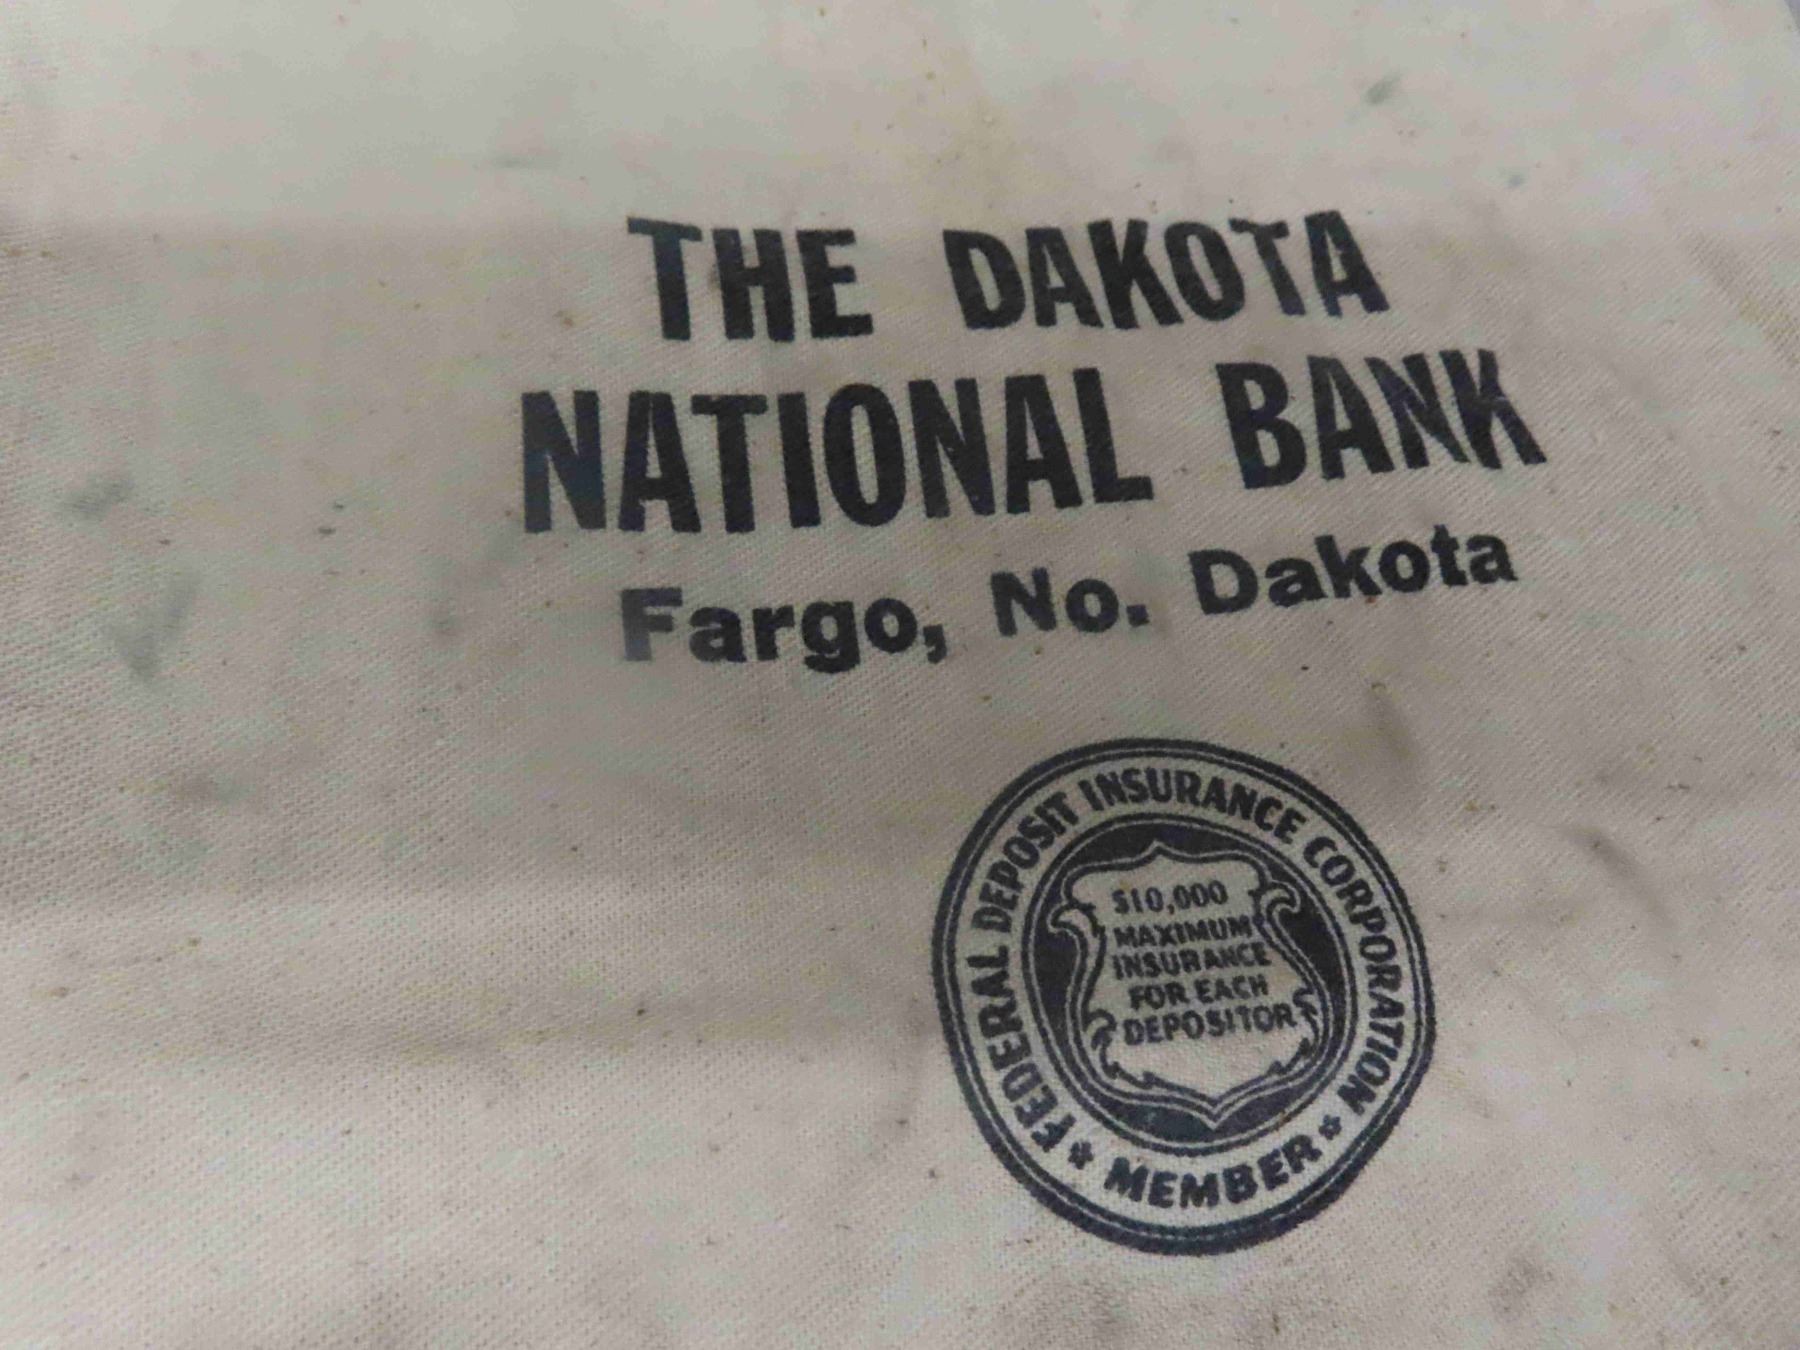 THE DAKOTA
NATIONAL BANK
Fargo, No. Dakota
FEDERAL DEPOSIT INSURANCE CORPORATION
$10,000
MAXIMUM
INSURANCE
FOR EACH
DEPOSITOR
* MEMBER *